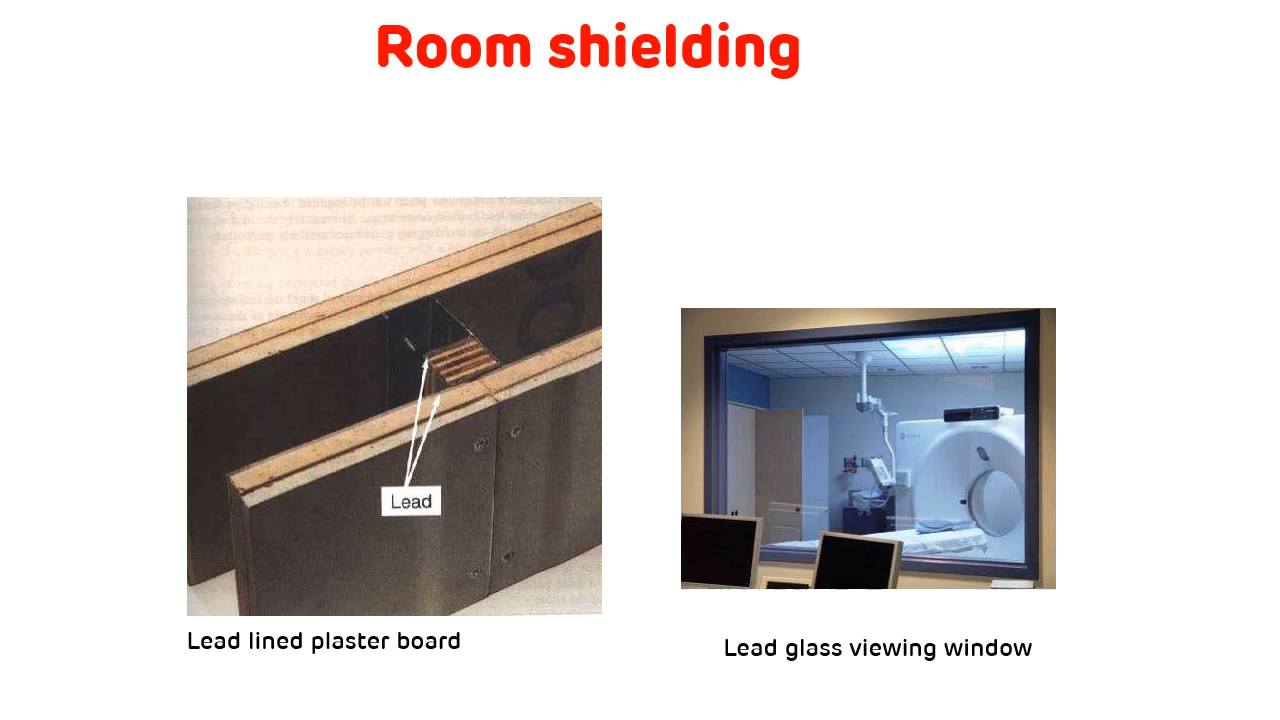 Room shielding
Lead
Lead lined plaster board
Lead glass viewing window